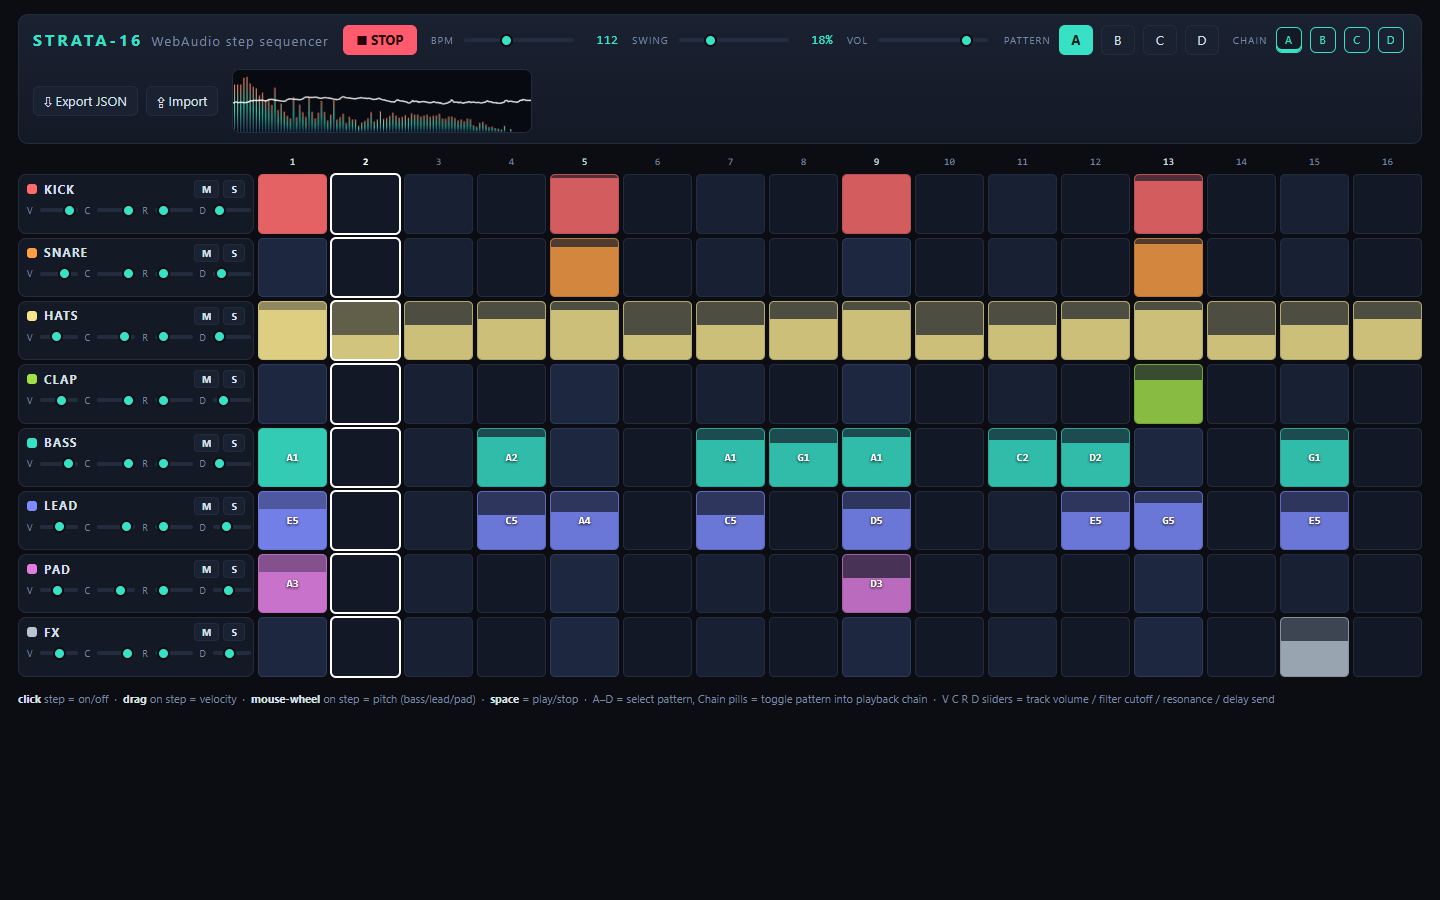 STRATA-16 WebAudio step sequencer ■ STOP BPM 112 SWING 18% VOL PATTERN A B C D CHAIN A B C D
⇩ Export JSON ⇪ Import
1 2 3 4 5 6 7 8 9 10 11 12 13 14 15 16
KICK M S
V C R D
SNARE M S
V C R D
HATS M S
V C R D
CLAP M S
V C R D
BASS M S
V C R D
A1 A2 A1 G1 A1 C2 D2 G1
LEAD M S
V C R D
E5 C5 A4 C5 D5 E5 G5 E5
PAD M S
V C R D
A3 D3
FX M S
V C R D
click step = on/off · drag on step = velocity · mouse-wheel on step = pitch (bass/lead/pad) · space = play/stop · A–D = select pattern, Chain pills = toggle pattern into playback chain · V C R D sliders = track volume / filter cutoff / resonance / delay send